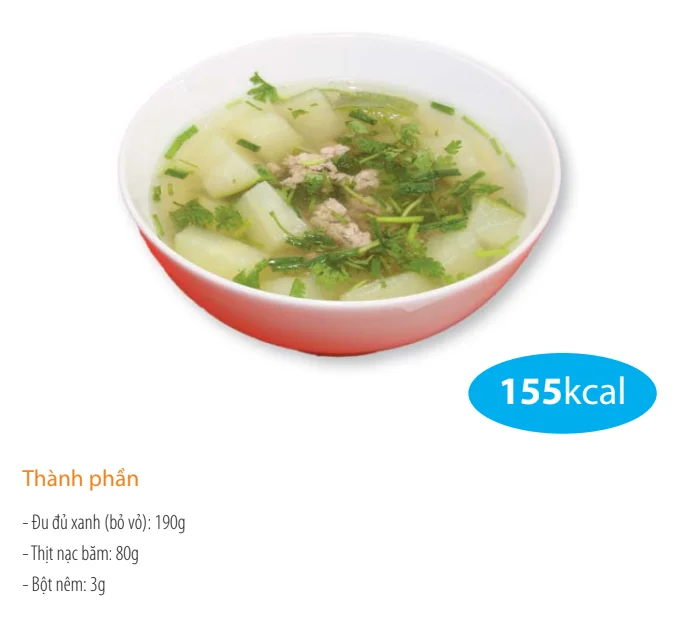 155kcal
Thành phần
- Đu đủ xanh (bỏ vỏ): 190g
- Thịt nạc băm: 80g
- Bột nêm: 3g